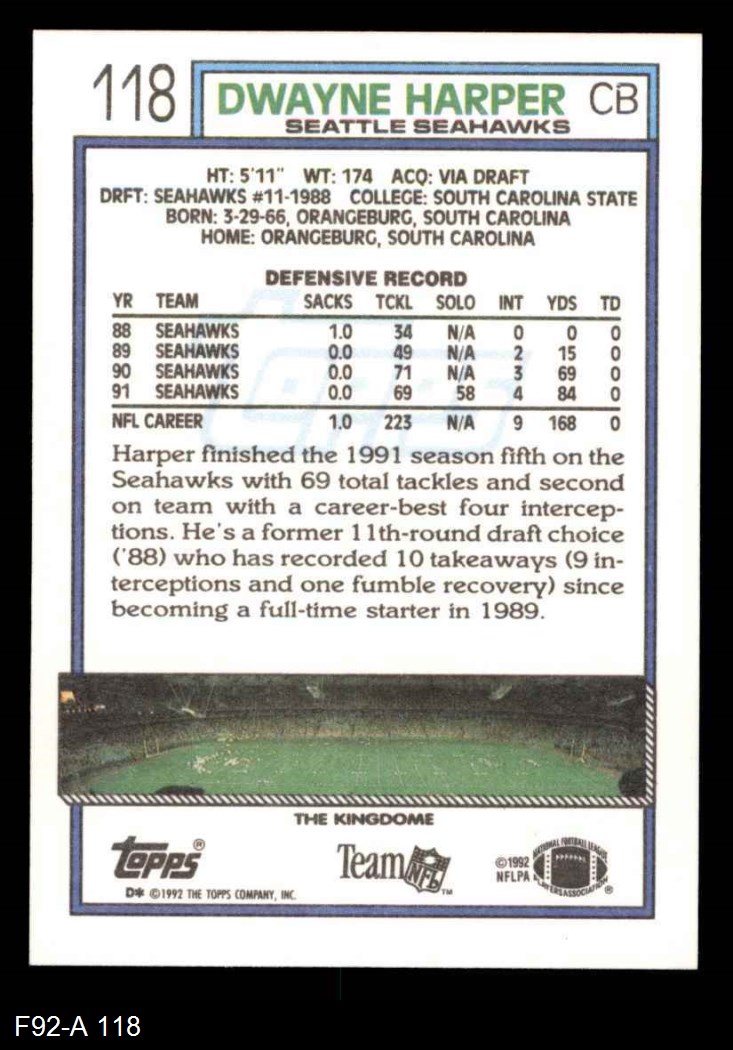 118 DWAYNE HARPER CB
SEATTLE SEAHAWKS
HT: 5'11" WT: 174 ACQ: VIA DRAFT
DRFT: SEAHAWKS #11-1988 COLLEGE: SOUTH CAROLINA STATE
BORN: 3-29-66, ORANGEBURG, SOUTH CAROLINA
HOME: ORANGEBURG, SOUTH CAROLINA
DEFENSIVE RECORD
YR TEAM SACKS TCKL SOLO INT YDS TD
88 SEAHAWKS 1.0 34 N/A 0 0 0
89 SEAHAWKS 0.0 49 N/A 2 15 0
90 SEAHAWKS 0.0 71 N/A 3 69 0
91 SEAHAWKS 0.0 69 58 4 84 0
NFL CAREER 1.0 223 N/A 9 168 0
Topps
Harper finished the 1991 season fifth on the
Seahawks with 69 total tackles and second
on team with a career-best four intercep-
tions. He's a former 11th-round draft choice
('88) who has recorded 10 takeaways (9 in-
terceptions and one fumble recovery) since
becoming a full-time starter in 1989.
THE KINGDOME
Topps®
D* ©1992 THE TOPPS COMPANY, INC.
Team NFL™
©1992
NFLPA
NATIONAL FOOTBALL LEAGUE
PLAYERS ASSOCIATION ®
F92-A 118